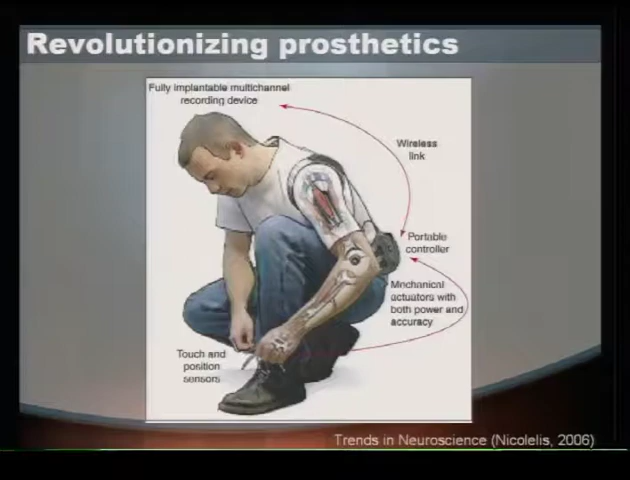 Revolutionizing prosthetics
Fully implantable multichannel
recording device
Wireless
link
Portable
controller
Mechanical
actuators with
both power and
accuracy
Touch and
position
sensors
Trends in Neuroscience (Nicolelis, 2006)